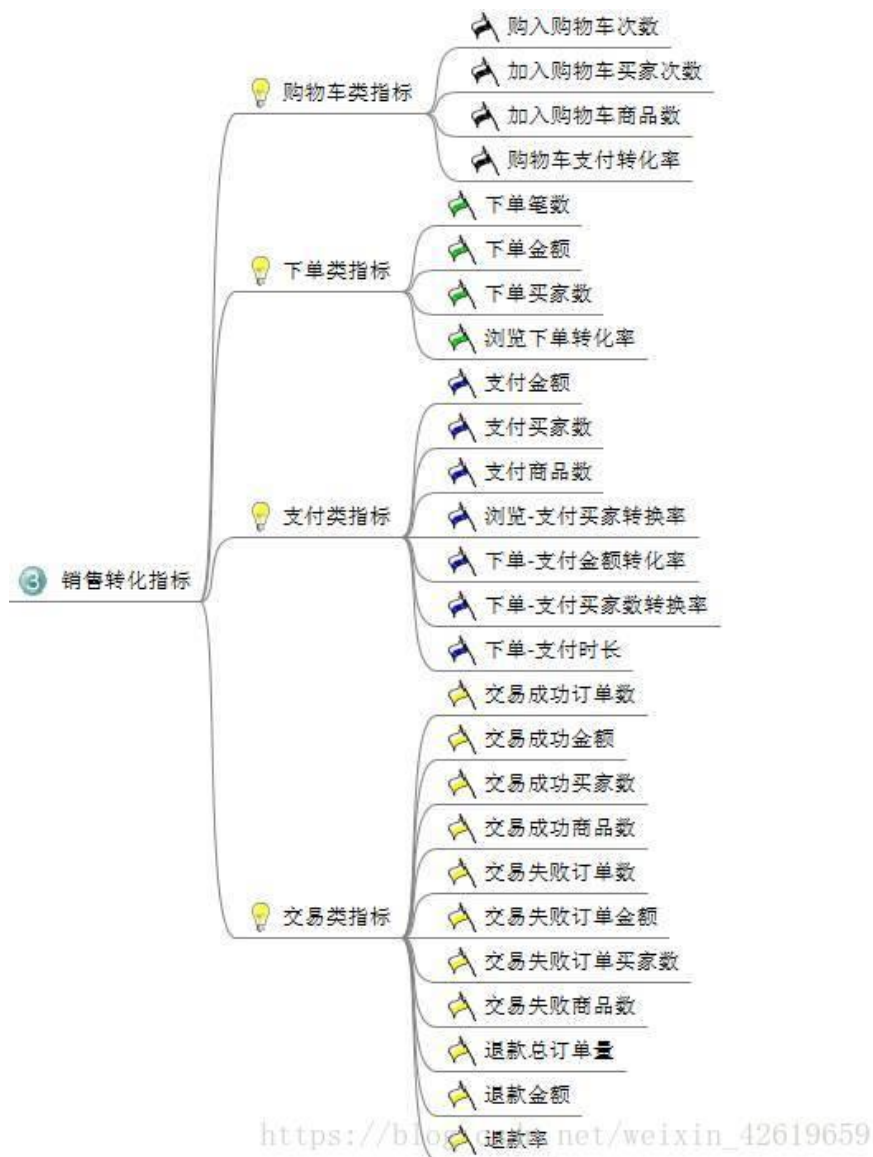 购入购物车次数
加入购物车买家次数
购物车类指标
加入购物车商品数
购物车支付转化率
下单笔数
下单金额
下单类指标
下单买家数
浏览下单转化率
支付金额
支付买家数
支付商品数
支付类指标
浏览-支付买家转换率
下单-支付金额转化率
3 销售转化指标
下单-支付买家数转换率
下单-支付时长
交易成功订单数
交易成功金额
交易成功买家数
交易成功商品数
交易失败订单数
交易类指标
交易失败订单金额
交易失败订单买家数
交易失败商品数
退款总订单量
退款金额
退款率
https://blog. .net/weixin_42619659